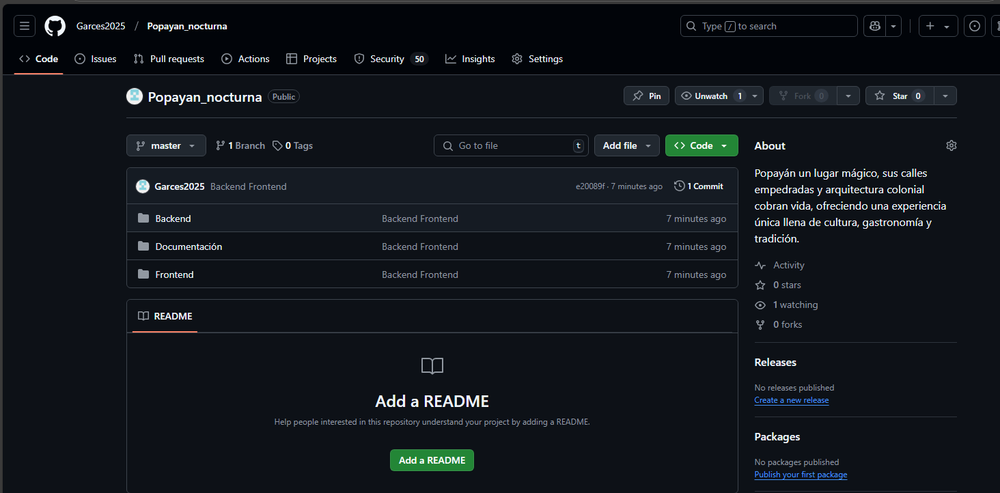 Garces2025 / Popayan_nocturna
Type / to search
Code Issues Pull requests Actions Projects Security 50 Insights Settings
Popayan_nocturna Public
Pin Unwatch 1 Fork 0 Star 0
master 1 Branch 0 Tags Go to file t Add file Code
Garces2025 Backend Frontend e20089f · 7 minutes ago 1 Commit
Backend Backend Frontend 7 minutes ago
Documentación Backend Frontend 7 minutes ago
Frontend Backend Frontend 7 minutes ago
README
Add a README
Help people interested in this repository understand your project by adding a README.
Add a README
About
Popayán un lugar mágico, sus calles
empedradas y arquitectura colonial
cobran vida, ofreciendo una experiencia
única llena de cultura, gastronomía y
tradición.
Activity
0 stars
1 watching
0 forks
Releases
No releases published
Create a new release
Packages
No packages published
Publish your first package